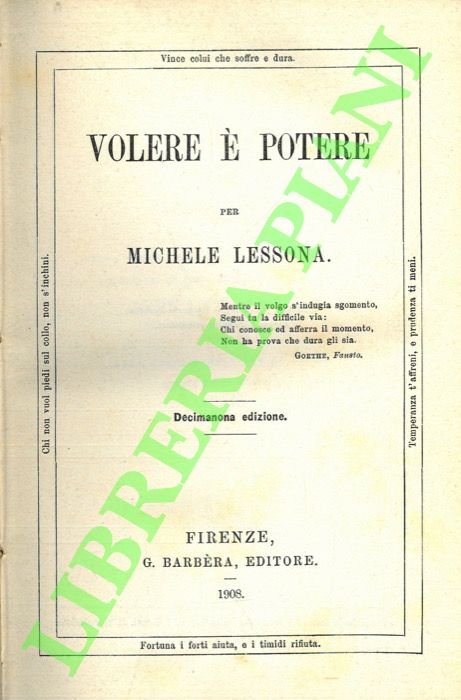 Vince colui che soffre e dura.
VOLERE È POTERE
PER
MICHELE LESSONA.
Mentre il volgo s'indugia sgomento,
Segui tu la difficile via:
Chi conosce ed afferra il momento,
Non ha prova che dura gli sia.
GOETHE, Fausto.
Decimanona edizione.
FIRENZE,
G. BARBÈRA, EDITORE.
1908.
Chi non vuol piedi sul collo, non s'inchini.
Temperanza t'affreni, e prudenza ti meni.
Fortuna i forti aiuta, e i timidi rifiuta.
LIBRERIA PIANI